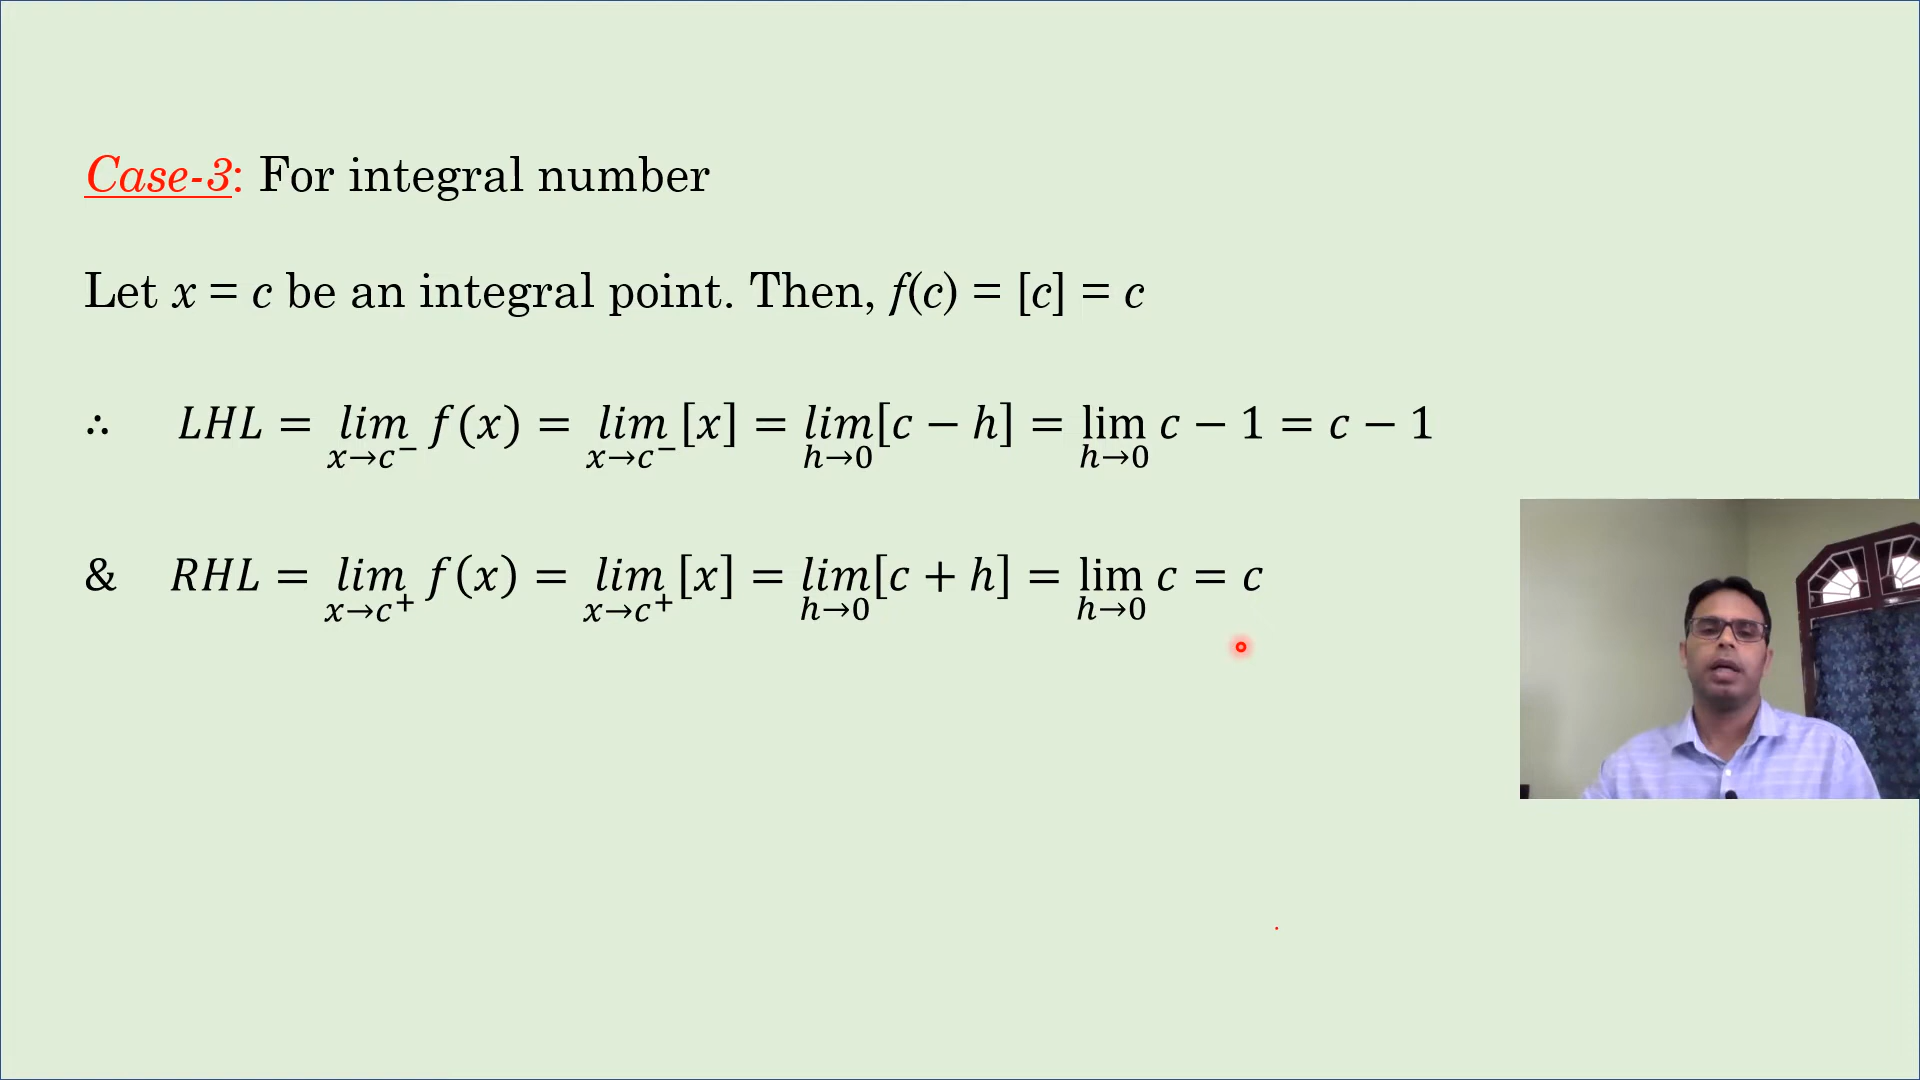 Case-3: For integral number
Let x = c be an integral point. Then, f(c) = [c] = c
∴ LHL = lim_{x→c⁻} f(x) = lim_{x→c⁻} [x] = lim_{h→0} [c − h] = lim_{h→0} c − 1 = c − 1
& RHL = lim_{x→c⁺} f(x) = lim_{x→c⁺} [x] = lim_{h→0} [c + h] = lim_{h→0} c = c